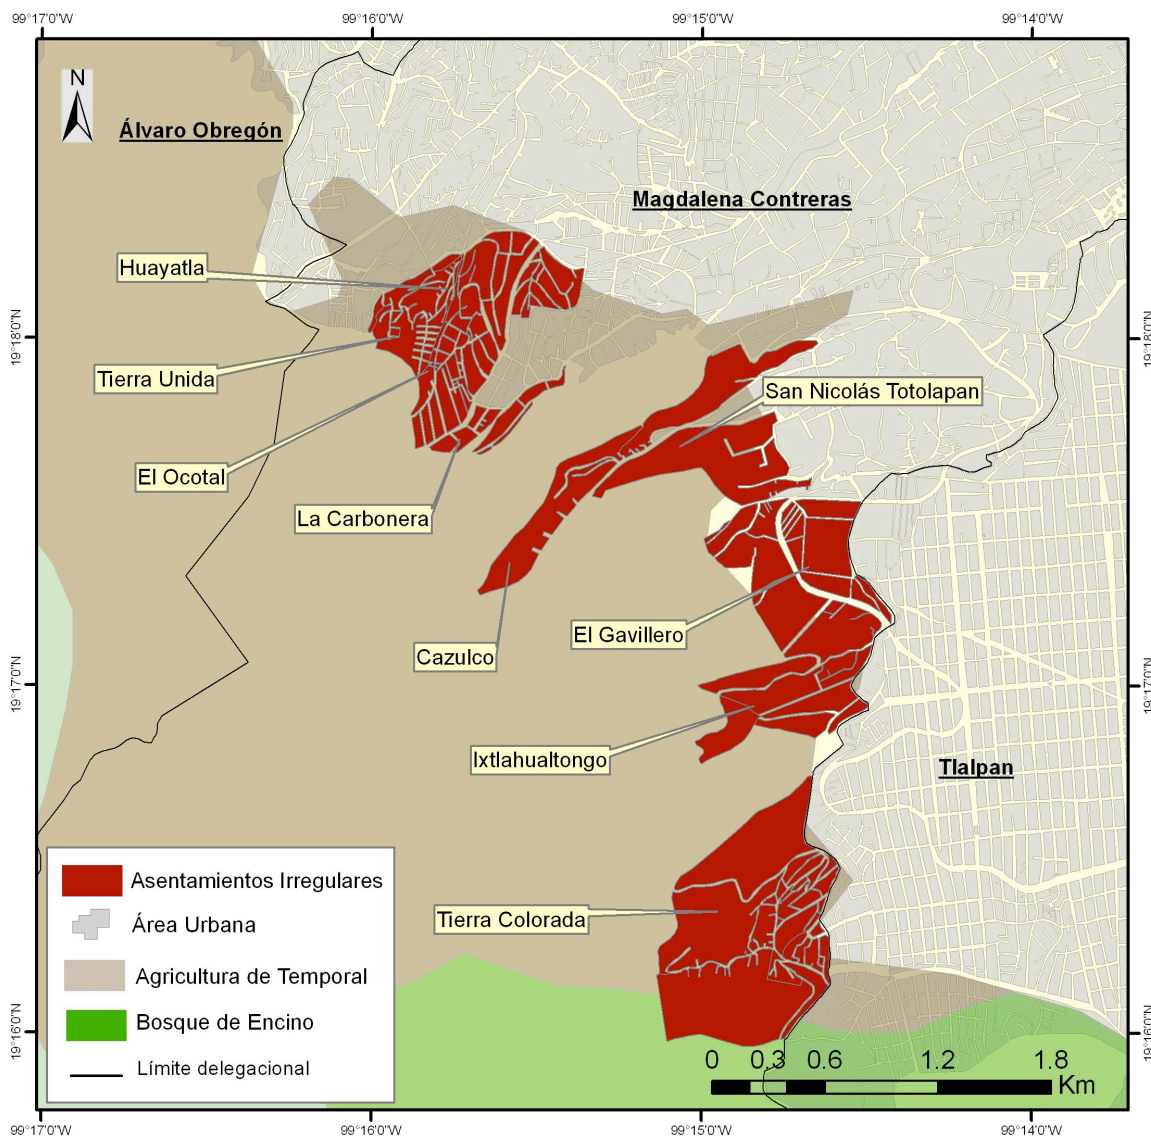 99°17'0"W
99°16'0"W
99°15'0"W
99°14'0"W
N
Álvaro Obregón
Magdalena Contreras
Huayatla
19°18'0"N
19°18'0"N
Tierra Unida
San Nicolás Totolapan
El Ocotal
La Carbonera
El Gavillero
Cazulco
19°17'0"N
19°17'0"N
Ixtlahualtongo
Tlalpan
Asentamientos Irregulares
Tierra Colorada
Área Urbana
Agricultura de Temporal
Bosque de Encino
19°16'0"N
19°16'0"N
Límite delegacional
0 0.3 0.6 1.2 1.8
Km
99°17'0"W
99°16'0"W
99°15'0"W
99°14'0"W